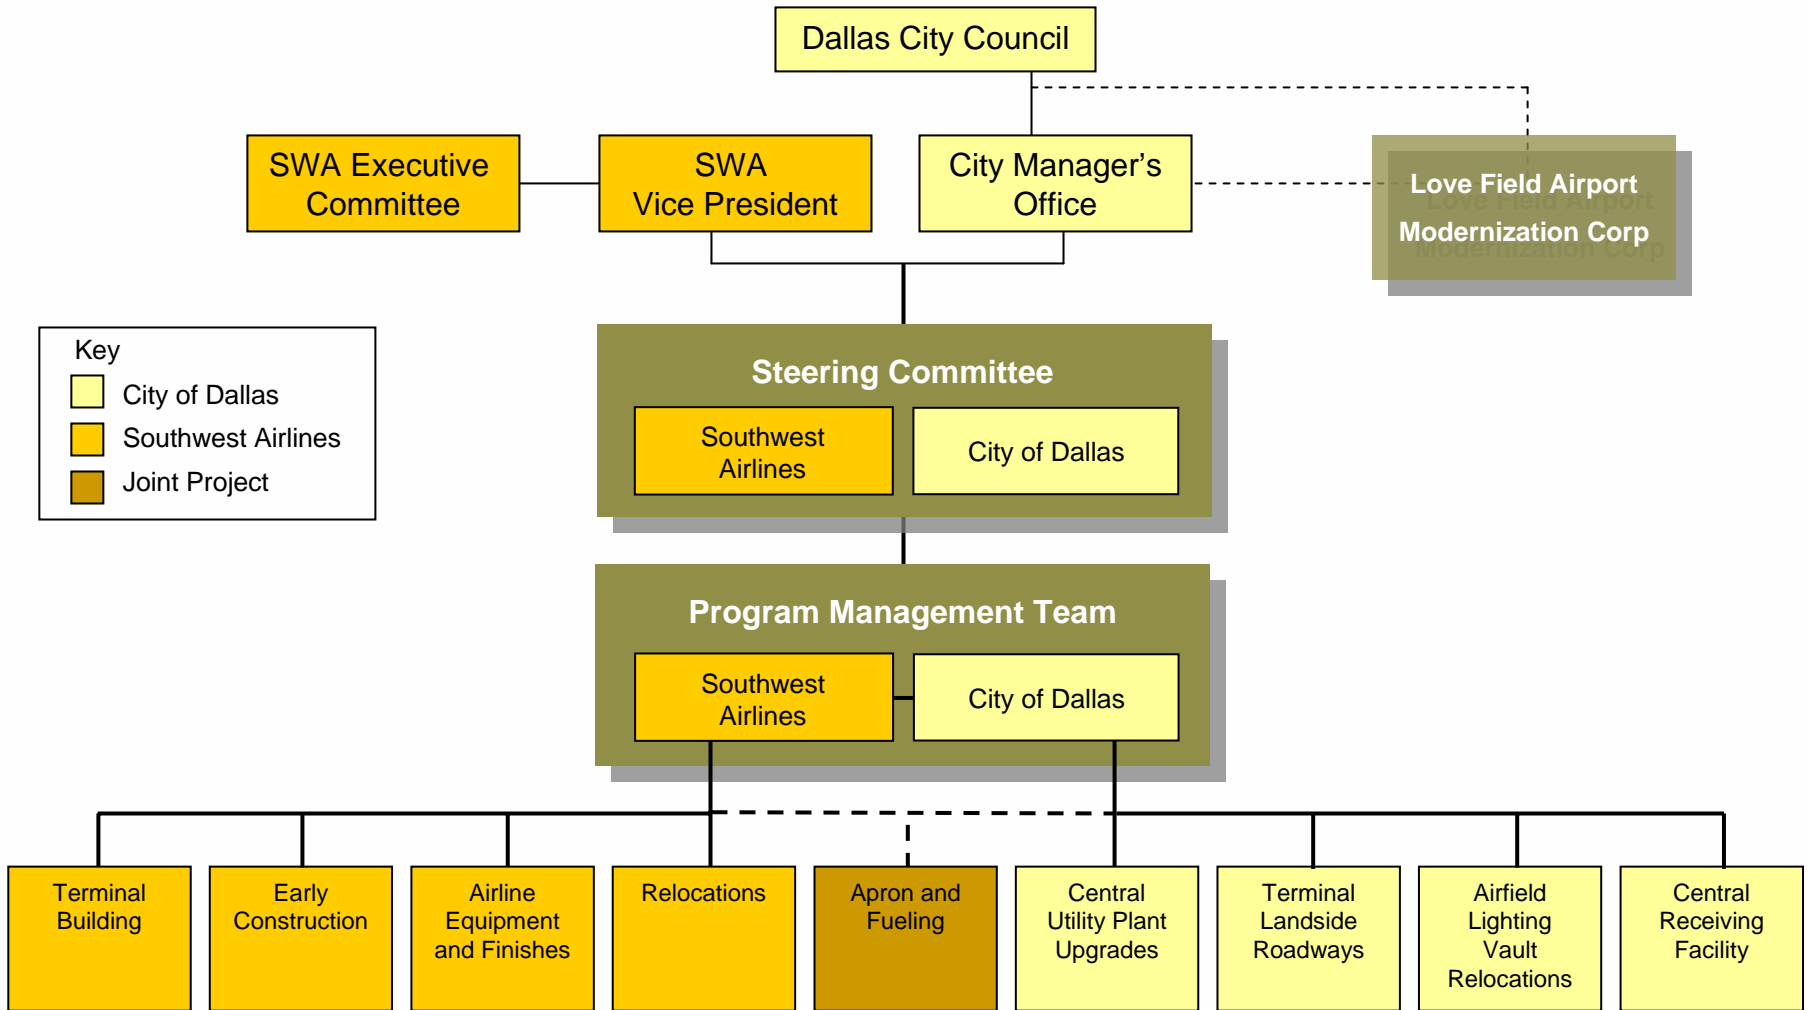 Dallas City Council
SWA Executive
Committee
SWA
Vice President
City Manager’s
Office
Love Field Airport
Modernization Corp
Key
City of Dallas
Southwest Airlines
Joint Project
Steering Committee
Southwest
Airlines
City of Dallas
Program Management Team
Southwest
Airlines
City of Dallas
Terminal
Building
Early
Construction
Airline
Equipment
and Finishes
Relocations
Apron and
Fueling
Central
Utility Plant
Upgrades
Terminal
Landside
Roadways
Airfield
Lighting
Vault
Relocations
Central
Receiving
Facility